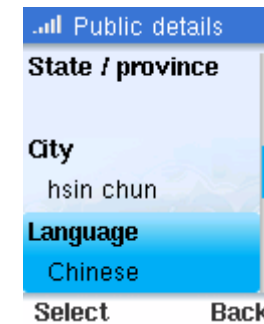 Public details
State / province
City
hsin chun
Language
Chinese
Select Back